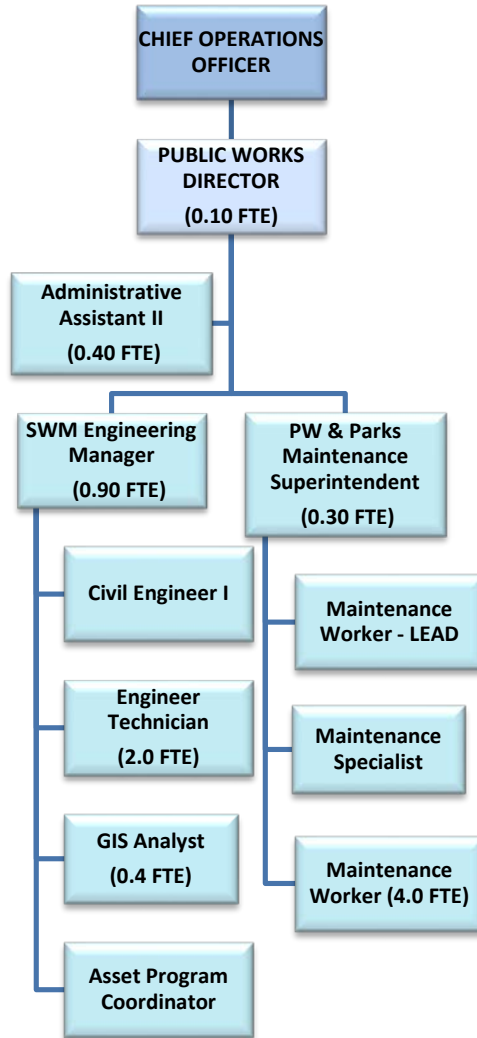 CHIEF OPERATIONS
OFFICER
PUBLIC WORKS
DIRECTOR
(0.10 FTE)
Administrative
Assistant II
(0.40 FTE)
SWM Engineering
Manager
(0.90 FTE)
PW & Parks
Maintenance
Superintendent
(0.30 FTE)
Civil Engineer I
Engineer
Technician
(2.0 FTE)
GIS Analyst
(0.4 FTE)
Asset Program
Coordinator
Maintenance
Worker - LEAD
Maintenance
Specialist
Maintenance
Worker (4.0 FTE)